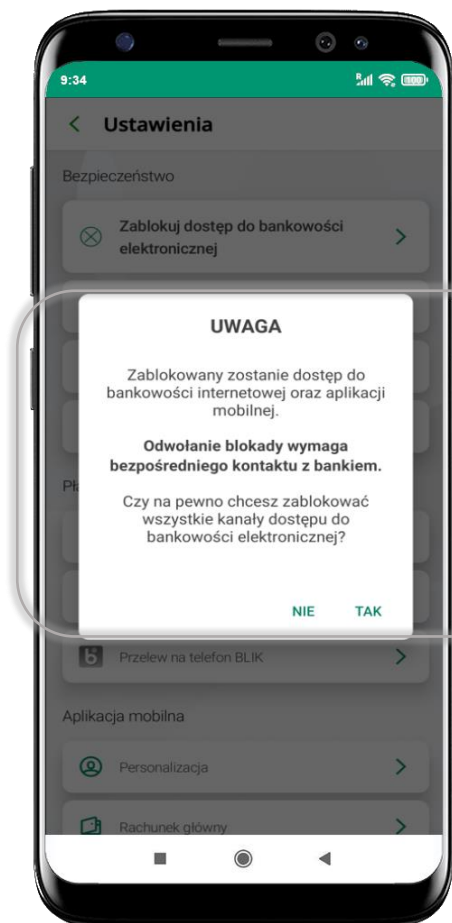 9:34
R
100
Ustawienia
Bezpieczeństwo
Zablokuj dostęp do bankowości
elektronicznej
UWAGA
Zablokowany zostanie dostęp do
bankowości internetowej oraz aplikacji
mobilnej.
Odwołanie blokady wymaga
bezpośredniego kontaktu z bankiem.
Czy na pewno chcesz zablokować
wszystkie kanały dostępu do
bankowości elektronicznej?
NIE TAK
Przelew na telefon BLIK
Aplikacja mobilna
Personalizacja
Rachunek główny